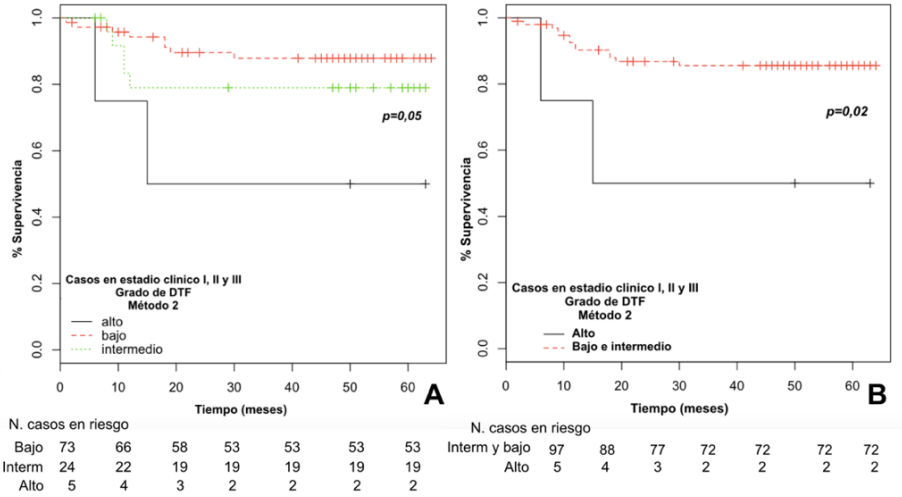 1.0
0.8
0.6
0.4
0.2
0.0
% Supervivencia
p=0,05
Casos en estadio clinico I, II y III
Grado de DTF
Método 2
alto
bajo
intermedio
0 10 20 30 40 50 60
Tiempo (meses)
A
N. casos en riesgo
Bajo 73 66 58 53 53 53 53
Interm 24 22 19 19 19 19 19
Alto 5 4 3 2 2 2 2
1.0
0.8
0.6
0.4
0.2
0.0
% Supervivencia
p=0,02
Casos en estadio clinico I, II y III
Grado de DTF
Método 2
Alto
Bajo e intermedio
0 10 20 30 40 50 60
Tiempo (meses)
B
N. casos en riesgo
Interm y bajo 97 88 77 72 72 72 72
Alto 5 4 3 2 2 2 2